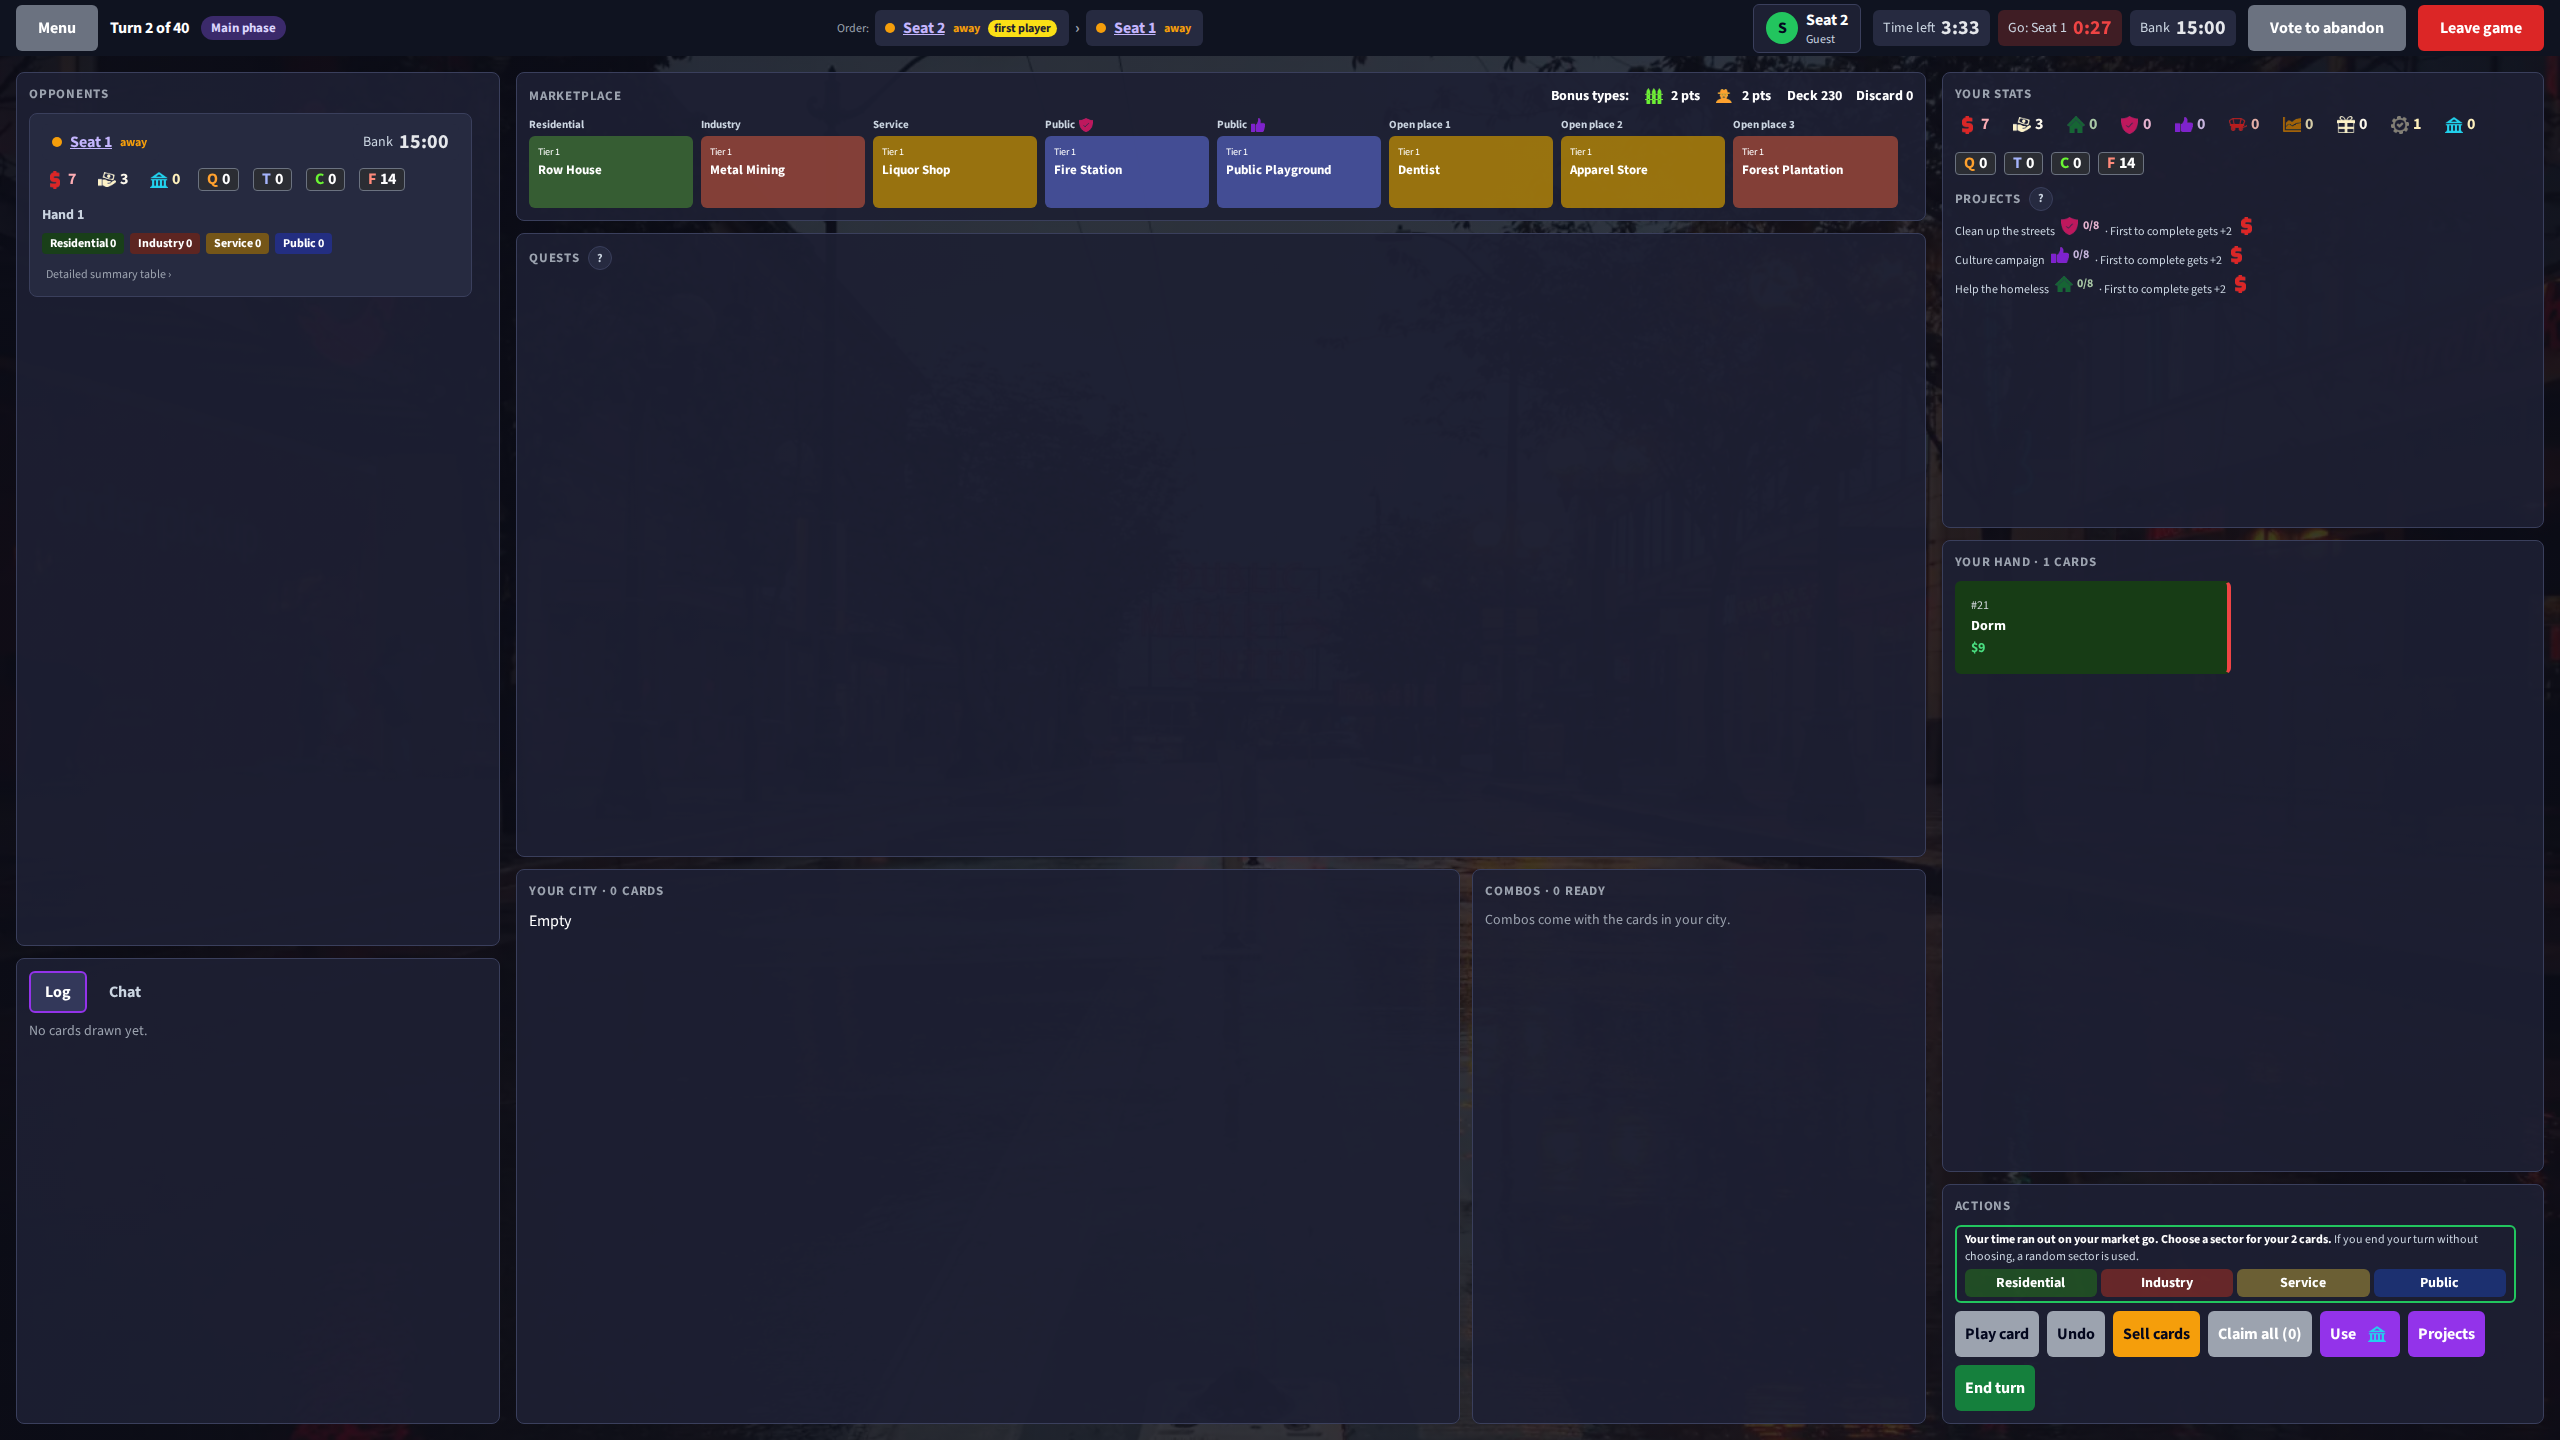 Menu
Turn 2 of 40
Main phase
Order:
Seat 2 away first player
›
Seat 1 away
S
Seat 2
Guest
Time left 3:33
Go: Seat 1 0:27
Bank 15:00
Vote to abandon
Leave game
OPPONENTS
Seat 1 away
Bank 15:00
7 3 0 Q 0 T 0 C 0 F 14
Hand 1
Residential 0 Industry 0 Service 0 Public 0
Detailed summary table ›
Log
Chat
No cards drawn yet.
MARKETPLACE
Bonus types: 2 pts 2 pts Deck 230 Discard 0
Residential
Tier 1
Row House
Industry
Tier 1
Metal Mining
Service
Tier 1
Liquor Shop
Public
Tier 1
Fire Station
Public
Tier 1
Public Playground
Open place 1
Tier 1
Dentist
Open place 2
Tier 1
Apparel Store
Open place 3
Tier 1
Forest Plantation
QUESTS ?
YOUR CITY · 0 CARDS
Empty
COMBOS · 0 READY
Combos come with the cards in your city.
YOUR STATS
7 3 0 0 0 0 0 0 1 0
Q 0 T 0 C 0 F 14
PROJECTS ?
Clean up the streets 0/8 · First to complete gets +2
Culture campaign 0/8 · First to complete gets +2
Help the homeless 0/8 · First to complete gets +2
YOUR HAND · 1 CARDS
#21
Dorm
$9
ACTIONS
Your time ran out on your market go. Choose a sector for your 2 cards. If you end your turn without
choosing, a random sector is used.
Residential
Industry
Service
Public
Play card
Undo
Sell cards
Claim all (0)
Use
Projects
End turn